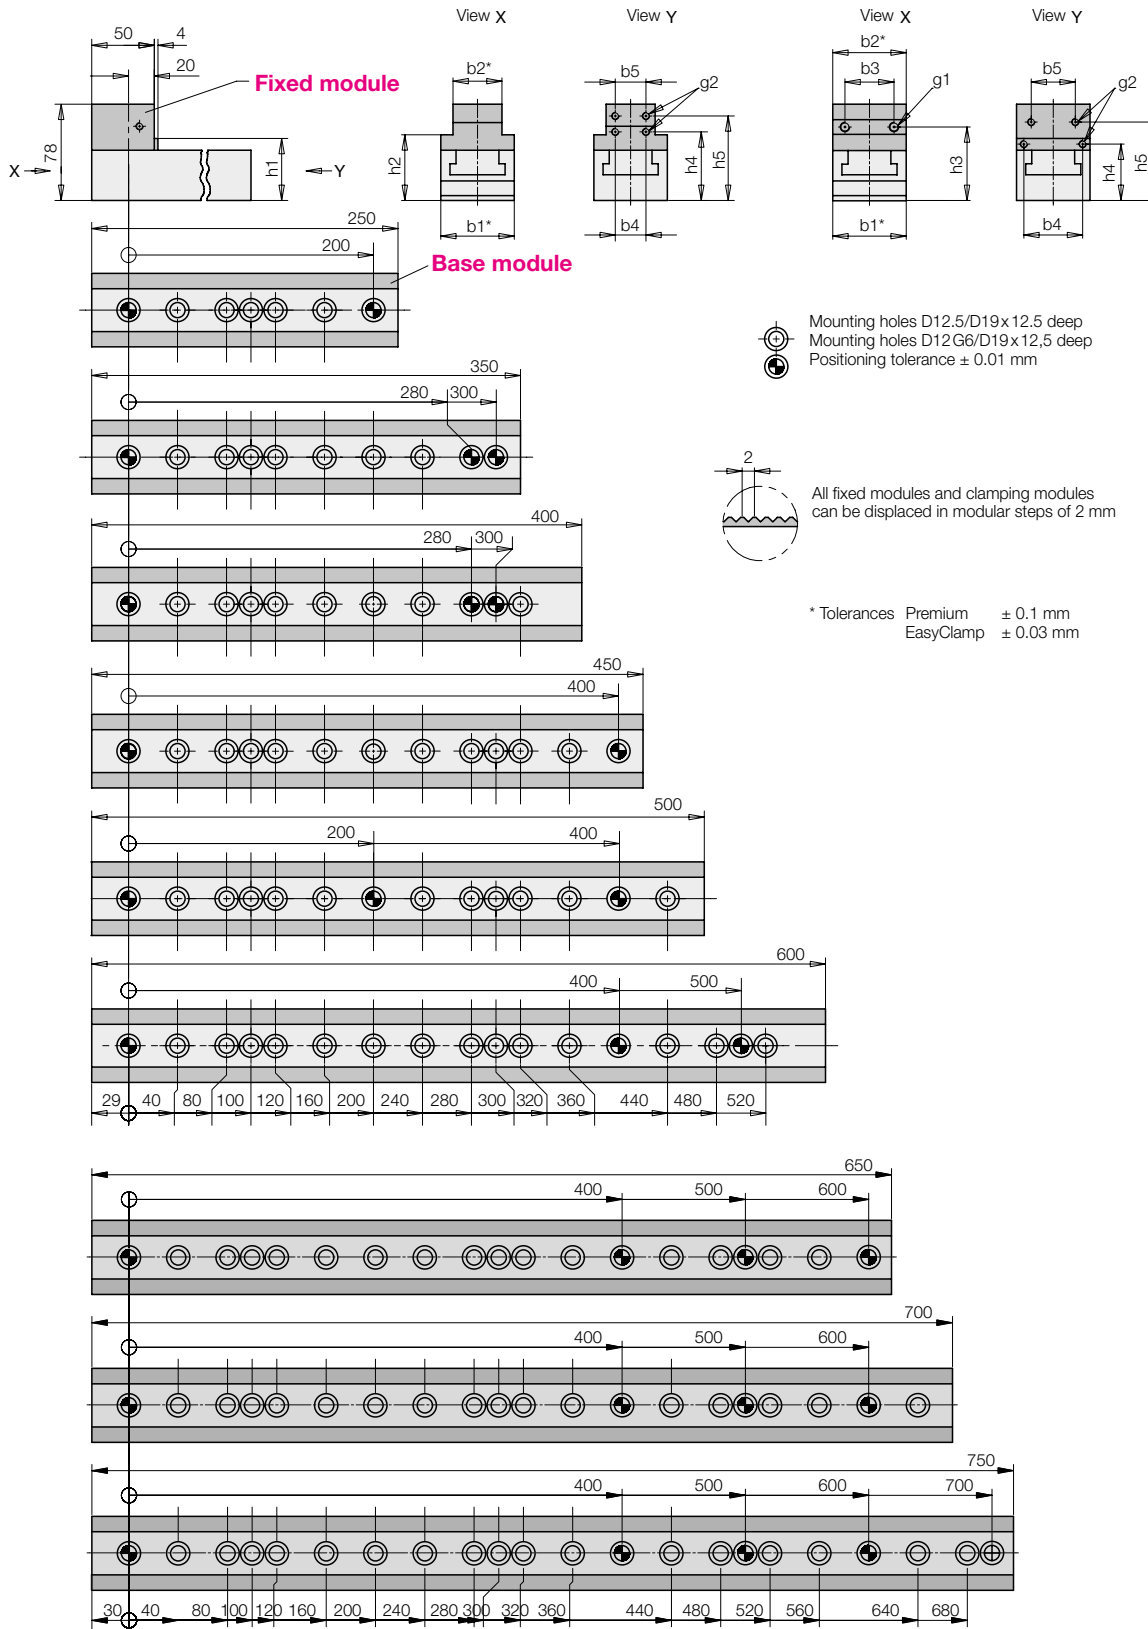 View X
View Y
View X
View Y
50
4
20
Fixed module
78
h1
X
Y
b2*
h2
b1*
b5
g2
h4
h5
b4
b2*
b3
g1
h3
b1*
b5
g2
h4
h5
b4
250
200
Base module
Mounting holes D12.5/D19x12.5 deep
Mounting holes D12G6/D19x12,5 deep
Positioning tolerance ± 0.01 mm
350
280
300
2
All fixed modules and clamping modules
can be displaced in modular steps of 2 mm
400
280
300
* Tolerances Premium ± 0.1 mm
EasyClamp ± 0.03 mm
450
400
500
200
400
600
400
500
29 40 80 100 120 160 200 240 280 300 320 360 440 480 520
650
400 500 600
700
400 500 600
750
400 500 600 700
30 40 80 100 120 160 200 240 280 300 320 360 440 480 520 560 640 680